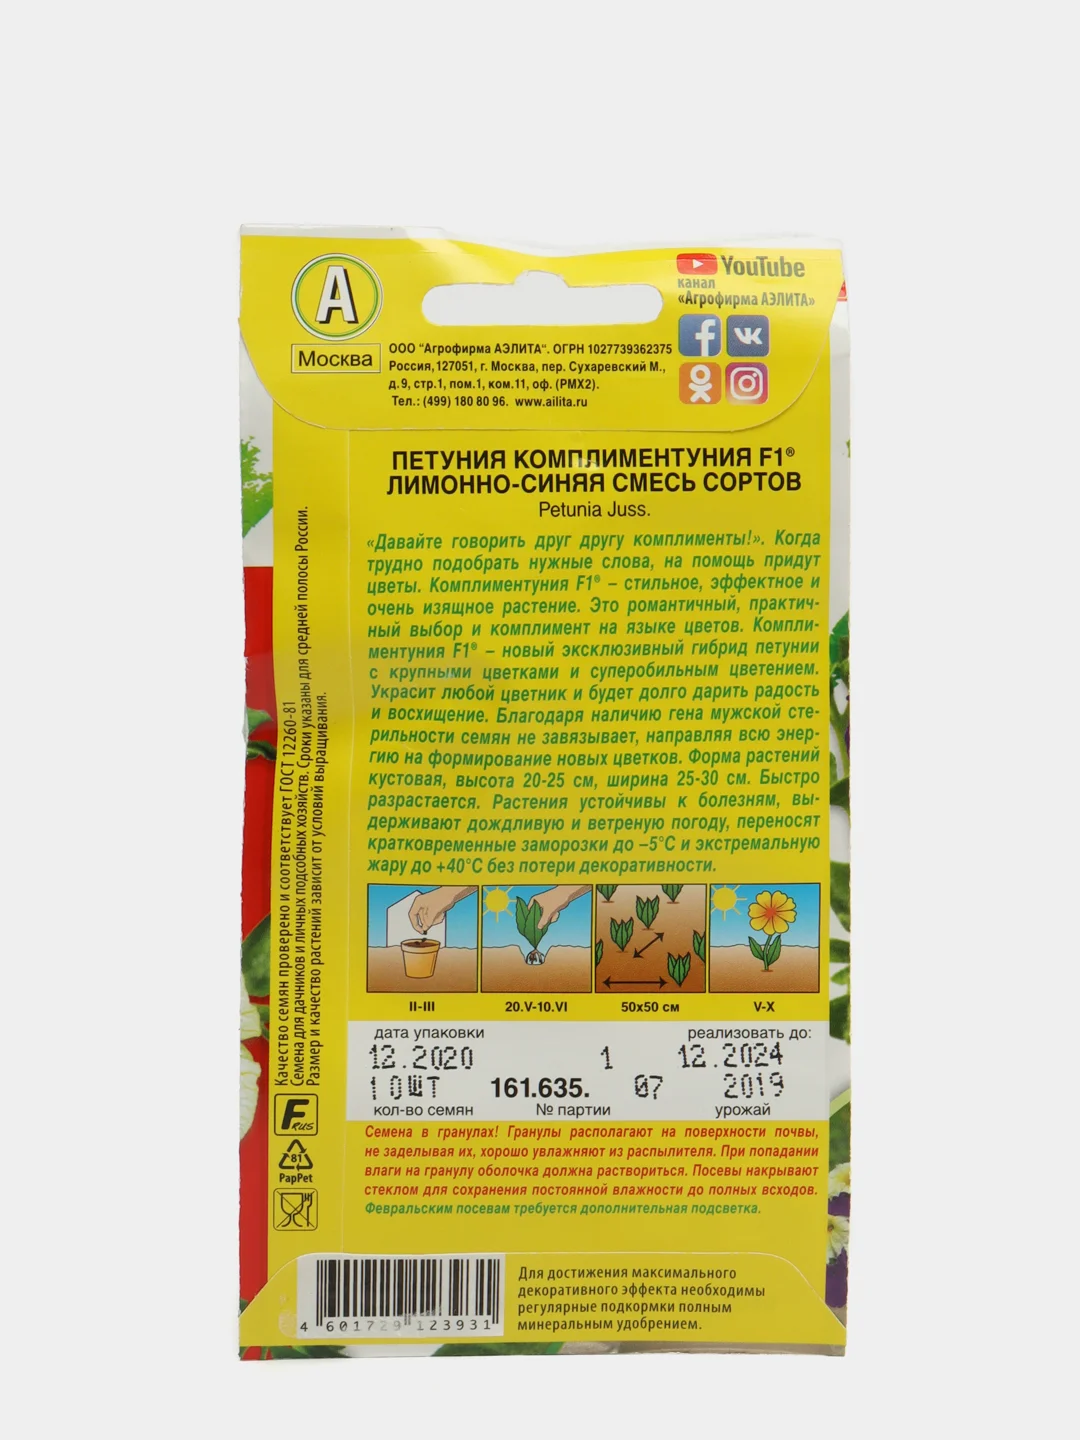 A
Москва
YouTube
канал
«Агрофирма АЭЛИТА»
ООО "Агрофирма АЭЛИТА". ОГРН 1027739362375
Россия,127051, г. Москва, пер. Сухаревский М.,
д.9, стр.1, пом.1, ком.11, оф. (РМХ2).
Тел.: (499) 180 80 96. www.ailita.ru
ПЕТУНИЯ КОМПЛИМЕНТУНИЯ F1®
ЛИМОННО-СИНЯЯ СМЕСЬ СОРТОВ
Petunia Juss.
«Давайте говорить друг другу комплименты!». Когда
трудно подобрать нужные слова, на помощь придут
цветы. Комплиментуния F1® – стильное, эффектное и
очень изящное растение. Это романтичный, практич-
ный выбор и комплимент на языке цветов. Компли-
ментуния F1® – новый эксклюзивный гибрид петунии
с крупными цветками и суперобильным цветением.
Украсит любой цветник и будет долго дарить радость
и восхищение. Благодаря наличию гена мужской сте-
рильности семян не завязывает, направляя всю энер-
гию на формирование новых цветков. Форма растений
кустовая, высота 20-25 см, ширина 25-30 см. Быстро
разрастается. Растения устойчивы к болезням, вы-
держивают дождливую и ветреную погоду, переносят
кратковременные заморозки до –5°С и экстремальную
жару до +40°С без потери декоративности.
II-III
20.V-10.VI
50х50 см
V-X
дата упаковки
реализовать до:
12.2020
1
12.2024
10ШТ
161.635.
07
2019
кол-во семян
№ партии
урожай
Семена в гранулах! Гранулы располагают на поверхности почвы,
не заделывая их, хорошо увлажняют из распылителя. При попадании
влаги на гранулу оболочка должна раствориться. Посевы накрывают
стеклом для сохранения постоянной влажности до полных всходов.
Февральским посевам требуется дополнительная подсветка.
Качество семян проверено и соответствует ГОСТ 12260-81
Семена для дачников и личных подсобных хозяйств. Сроки указаны для средней полосы России.
Размер и качество растений зависит от условий выращивания.
F RUS
81
PapPet
4 601729 123931
Для достижения максимального
декоративного эффекта необходимы
регулярные подкормки полным
минеральным удобрением.